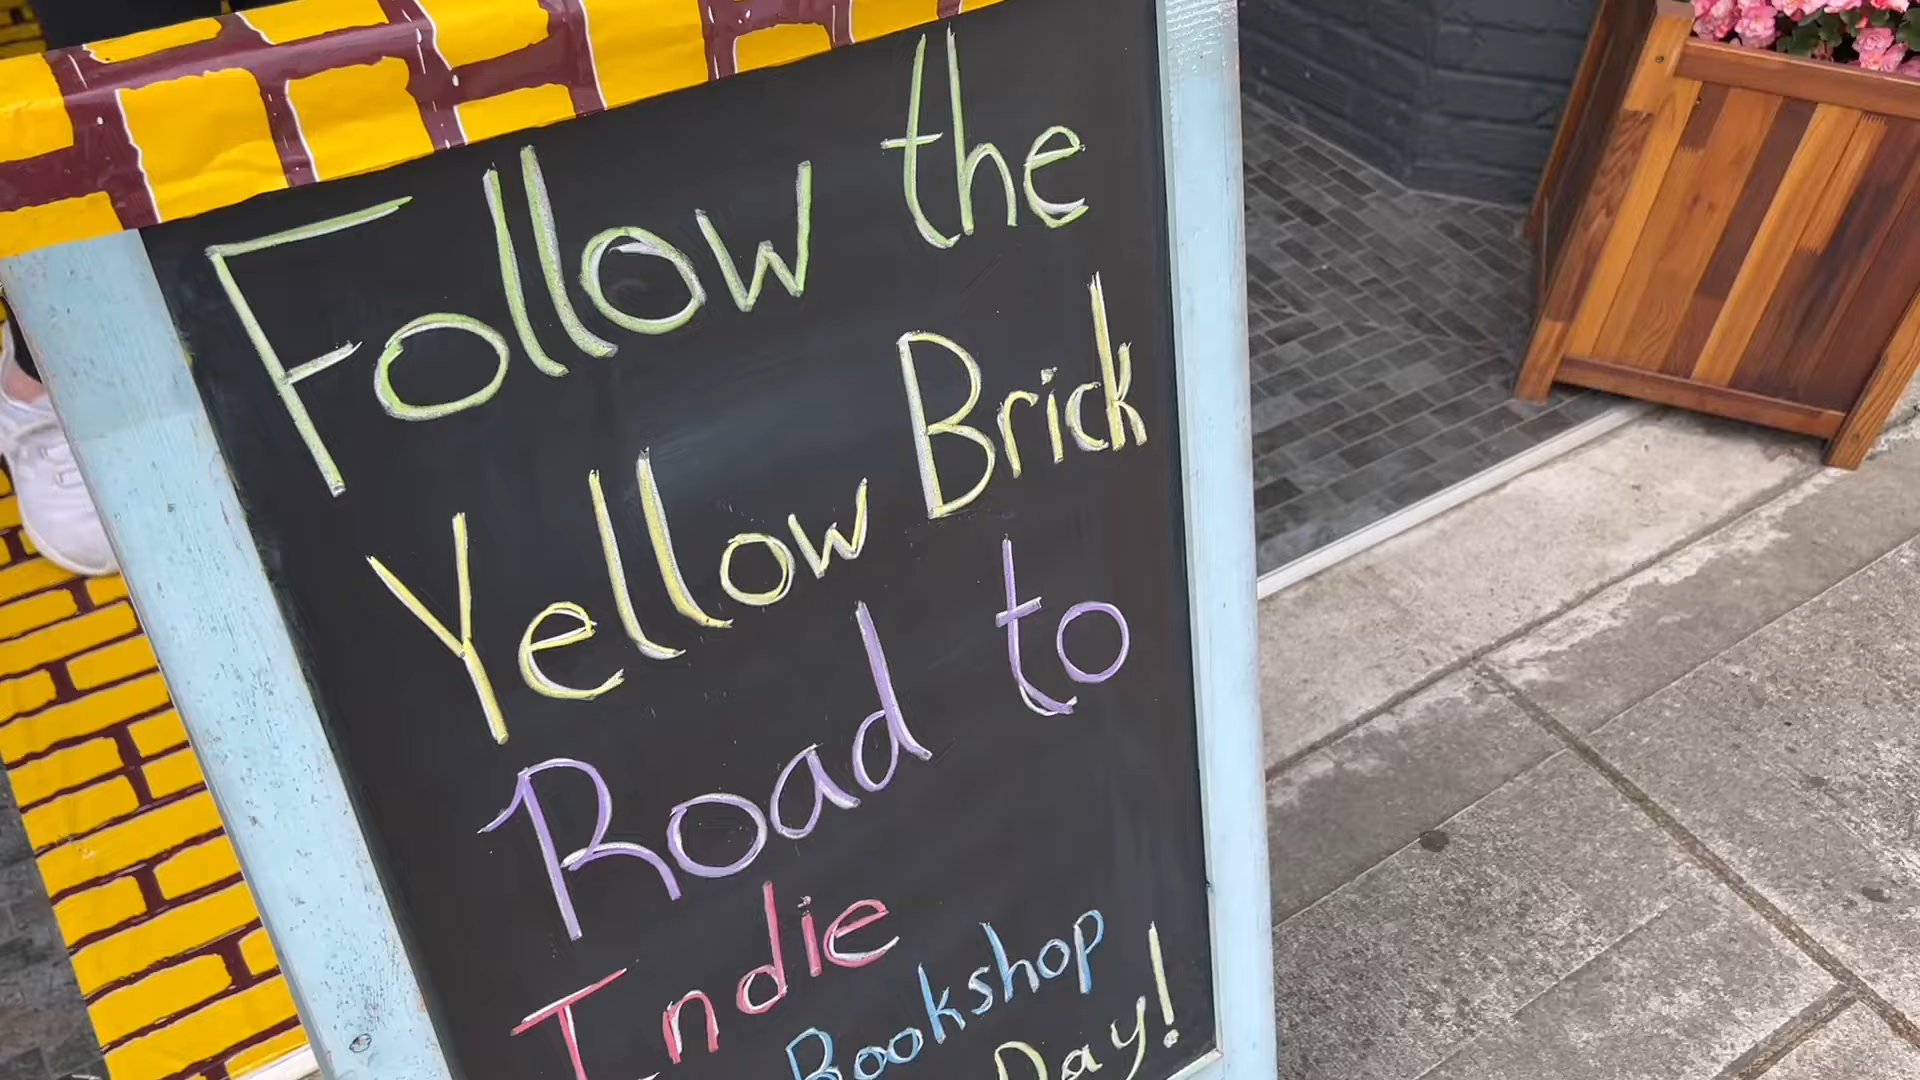 Follow the
Yellow Brick
Road to
Indie
Bookshop
Day!